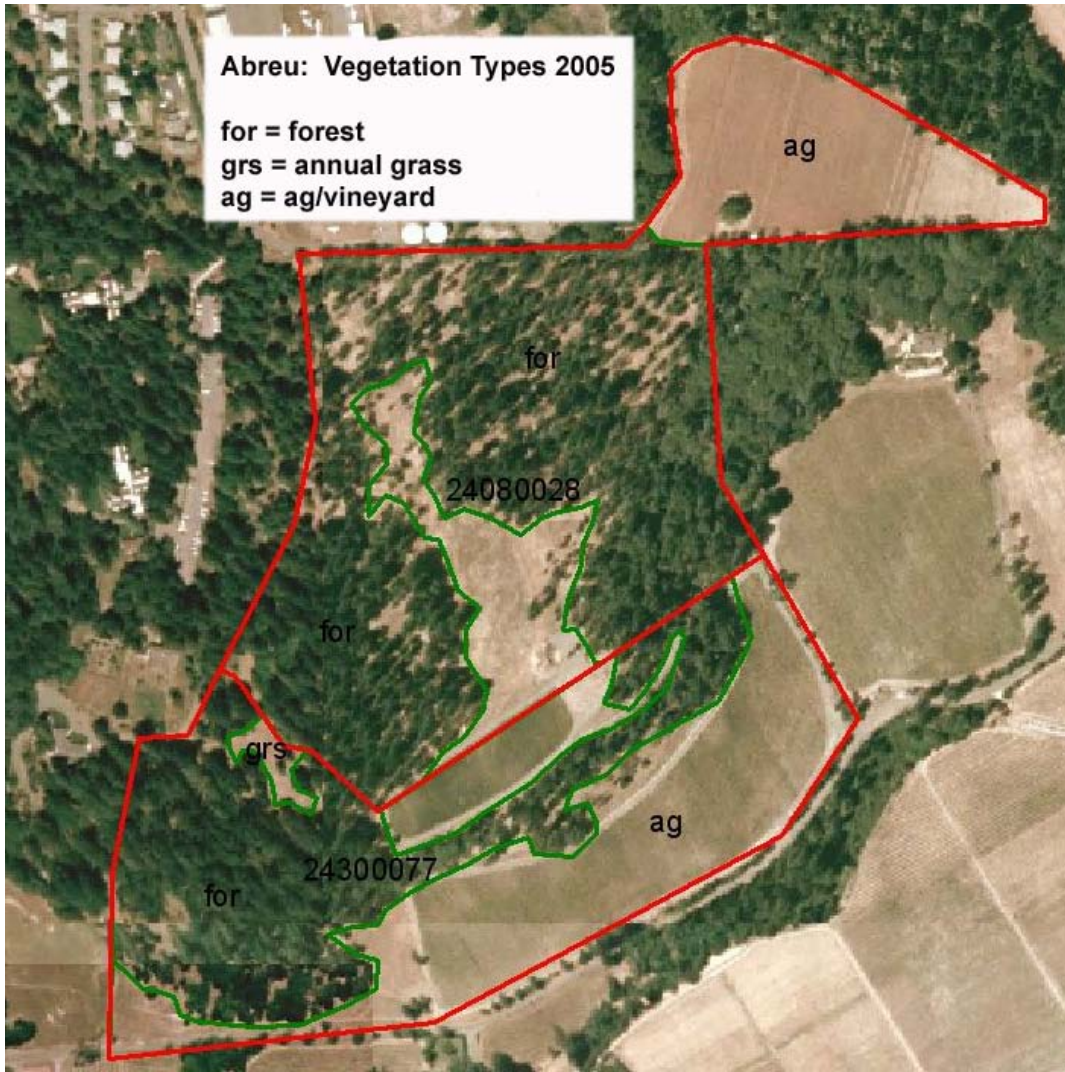 Abreu: Vegetation Types 2005
for = forest
grs = annual grass
ag = ag/vineyard
ag
for
24080028
for
grs
ag
24300077
for